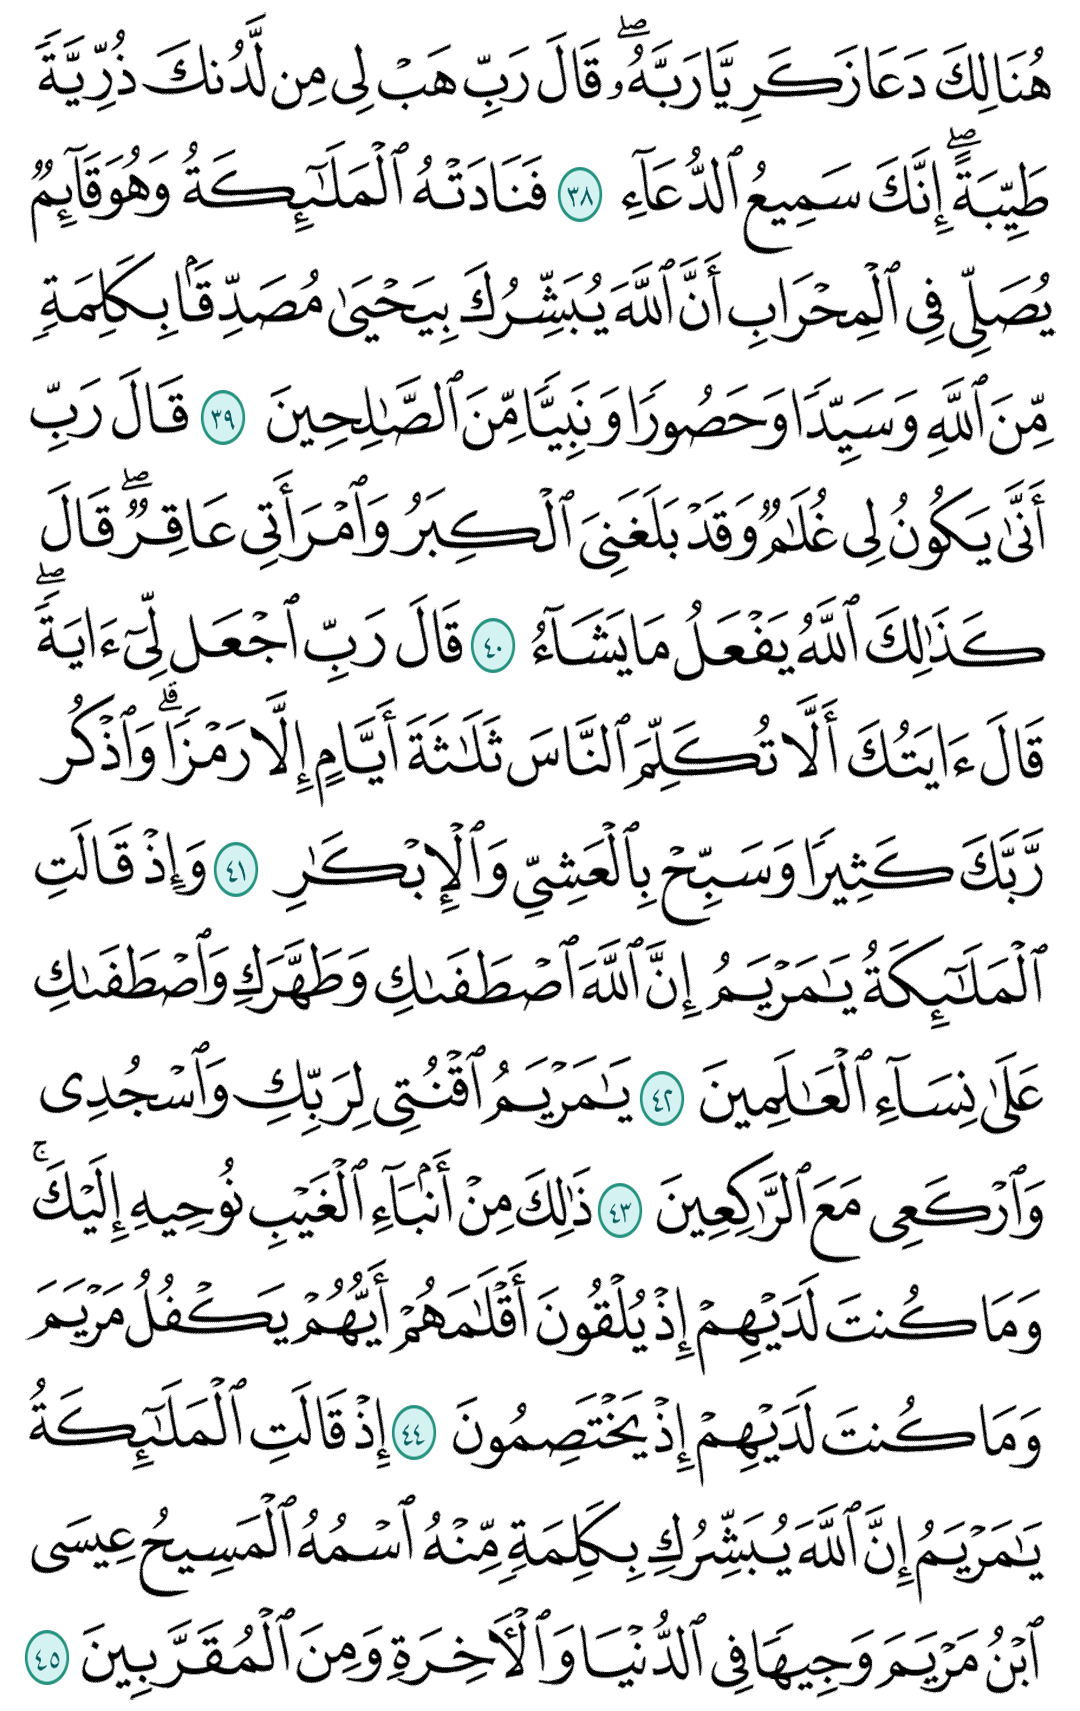 هُنَالِكَ دَعَا زَكَرِيَّا رَبَّهُۥۖ قَالَ رَبِّ هَبْ لِى مِن لَّدُنكَ ذُرِّيَّةً
طَيِّبَةًۖ إِنَّكَ سَمِيعُ ٱلدُّعَآءِ ٣٨ فَنَادَتْهُ ٱلْمَلَٰٓئِكَةُ وَهُوَ قَآئِمٌ
يُصَلِّى فِى ٱلْمِحْرَابِ أَنَّ ٱللَّهَ يُبَشِّرُكَ بِيَحْيَىٰ مُصَدِّقًۢا بِكَلِمَةٍ
مِّنَ ٱللَّهِ وَسَيِّدًا وَحَصُورًا وَنَبِيًّا مِّنَ ٱلصَّٰلِحِينَ ٣٩ قَالَ رَبِّ
أَنَّىٰ يَكُونُ لِى غُلَٰمٌ وَقَدْ بَلَغَنِىَ ٱلْكِبَرُ وَٱمْرَأَتِى عَاقِرٌۖ قَالَ
كَذَٰلِكَ ٱللَّهُ يَفْعَلُ مَا يَشَآءُ ٤٠ قَالَ رَبِّ ٱجْعَل لِّىٓ ءَايَةًۖ
قَالَ ءَايَتُكَ أَلَّا تُكَلِّمَ ٱلنَّاسَ ثَلَٰثَةَ أَيَّامٍ إِلَّا رَمْزًاۗ وَٱذْكُر
رَّبَّكَ كَثِيرًا وَسَبِّحْ بِٱلْعَشِىِّ وَٱلْإِبْكَٰرِ ٤١ وَإِذْ قَالَتِ
ٱلْمَلَٰٓئِكَةُ يَٰمَرْيَمُ إِنَّ ٱللَّهَ ٱصْطَفَىٰكِ وَطَهَّرَكِ وَٱصْطَفَىٰكِ
عَلَىٰ نِسَآءِ ٱلْعَٰلَمِينَ ٤٢ يَٰمَرْيَمُ ٱقْنُتِى لِرَبِّكِ وَٱسْجُدِى
وَٱرْكَعِى مَعَ ٱلرَّٰكِعِينَ ٤٣ ذَٰلِكَ مِنْ أَنۢبَآءِ ٱلْغَيْبِ نُوحِيهِ إِلَيْكَۚ
وَمَا كُنتَ لَدَيْهِمْ إِذْ يُلْقُونَ أَقْلَٰمَهُمْ أَيُّهُمْ يَكْفُلُ مَرْيَمَ
وَمَا كُنتَ لَدَيْهِمْ إِذْ يَخْتَصِمُونَ ٤٤ إِذْ قَالَتِ ٱلْمَلَٰٓئِكَةُ
يَٰمَرْيَمُ إِنَّ ٱللَّهَ يُبَشِّرُكِ بِكَلِمَةٍ مِّنْهُ ٱسْمُهُ ٱلْمَسِيحُ عِيسَى
ٱبْنُ مَرْيَمَ وَجِيهًا فِى ٱلدُّنْيَا وَٱلْءَاخِرَةِ وَمِنَ ٱلْمُقَرَّبِينَ ٤٥